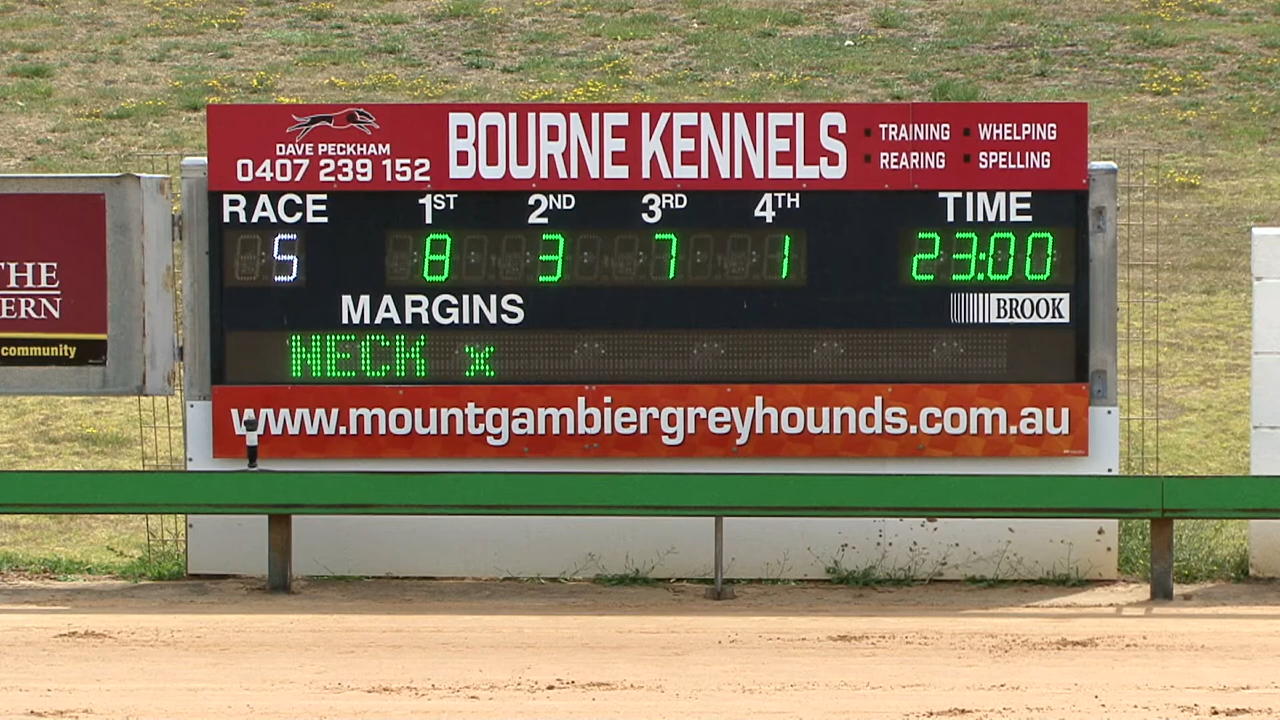 DAVE PECKHAM
0407 239 152
BOURNE KENNELS
TRAINING
WHELPING
REARING
SPELLING
RACE 1ST 2ND 3RD 4TH TIME
5 8 3 7 1 23:00
MARGINS
BROOK
NECK x
www.mountgambiergreyhounds.com.au
THE
ERN
community